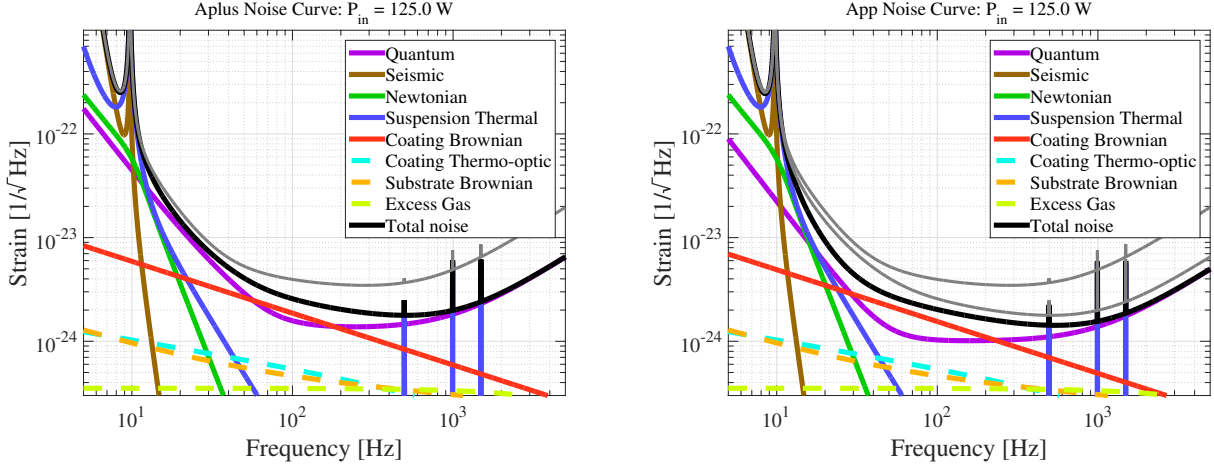 Aplus Noise Curve: P_in = 125.0 W
Strain [1/√Hz]
10^-22
10^-23
10^-24
Quantum
Seismic
Newtonian
Suspension Thermal
Coating Brownian
Coating Thermo-optic
Substrate Brownian
Excess Gas
Total noise
10^1
10^2
10^3
Frequency [Hz]
App Noise Curve: P_in = 125.0 W
Strain [1/√Hz]
10^-22
10^-23
10^-24
Quantum
Seismic
Newtonian
Suspension Thermal
Coating Brownian
Coating Thermo-optic
Substrate Brownian
Excess Gas
Total noise
10^1
10^2
10^3
Frequency [Hz]